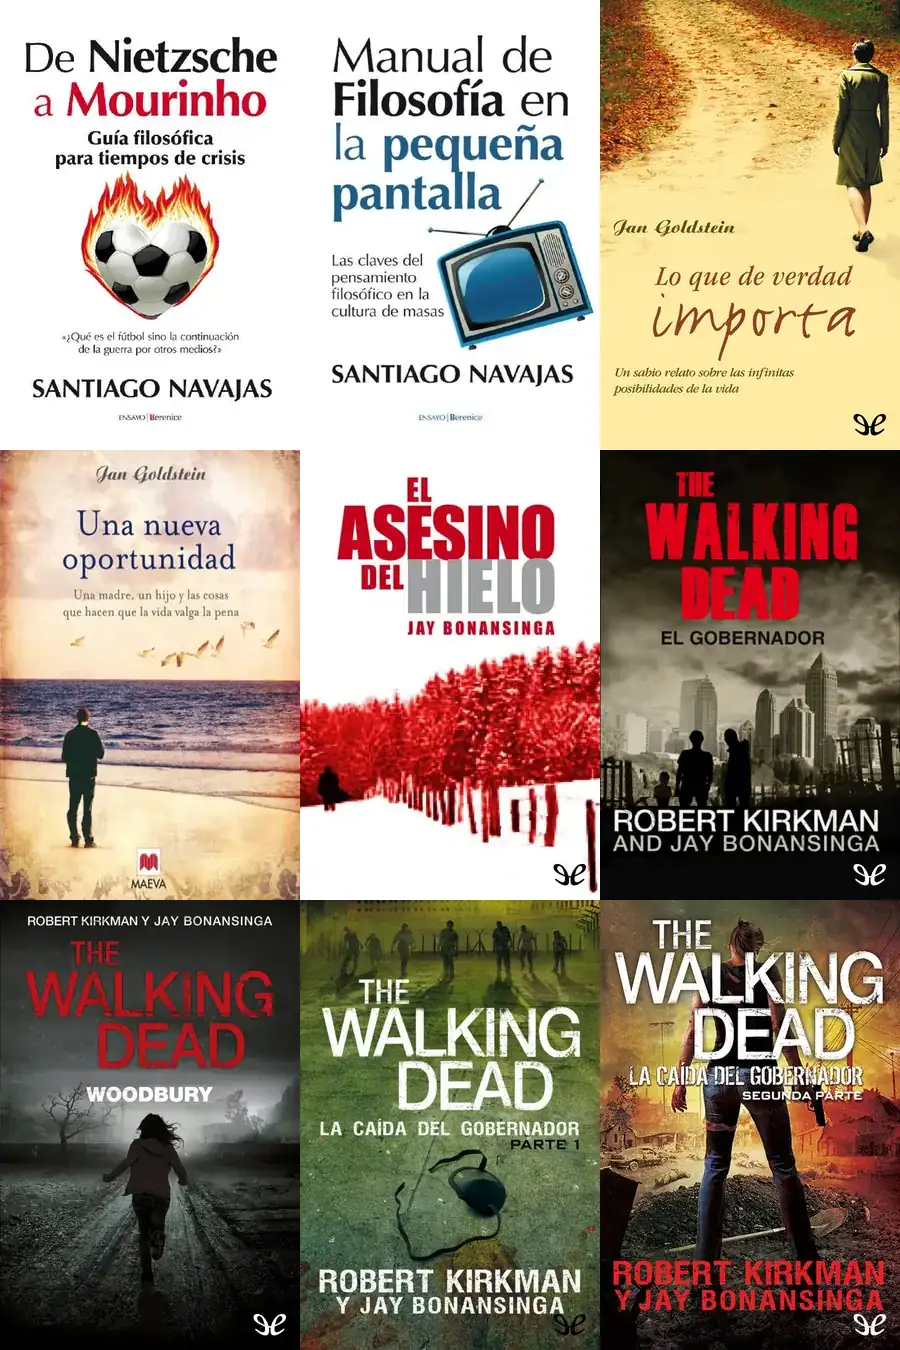 De Nietzsche
a Mourinho
Guía filosófica
para tiempos de crisis
«¿Qué es el fútbol sino la continuación
de la guerra por otros medios?»
SANTIAGO NAVAJAS
ENSAYO | Berenice
Manual de
Filosofía en
la pequeña
pantalla
Las claves del
pensamiento
filosófico en la
cultura de masas
SANTIAGO NAVAJAS
ENSAYO | Berenice
Jan Goldstein
Lo que de verdad
importa
Un sabio relato sobre las infinitas
posibilidades de la vida
Jan Goldstein
Una nueva
oportunidad
Una madre, un hijo y las cosas
que hacen que la vida valga la pena
MAEVA
EL
ASESINO
DEL HIELO
JAY BONANSINGA
THE
WALKING
DEAD
EL GOBERNADOR
ROBERT KIRKMAN
AND JAY BONANSINGA
ROBERT KIRKMAN Y JAY BONANSINGA
THE
WALKING
DEAD
WOODBURY
THE
WALKING
DEAD
LA CAÍDA DEL GOBERNADOR
PARTE 1
ROBERT KIRKMAN
Y JAY BONANSINGA
THE
WALKING
DEAD
LA CAÍDA DEL GOBERNADOR
SEGUNDA PARTE
ROBERT KIRKMAN
Y JAY BONANSINGA